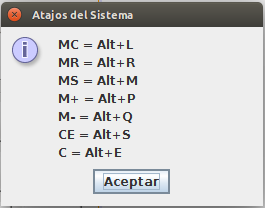 Atajos del Sistema
MC = Alt+L
MR = Alt+R
MS = Alt+M
M+ = Alt+P
M- = Alt+Q
CE = Alt+S
C = Alt+E
Aceptar